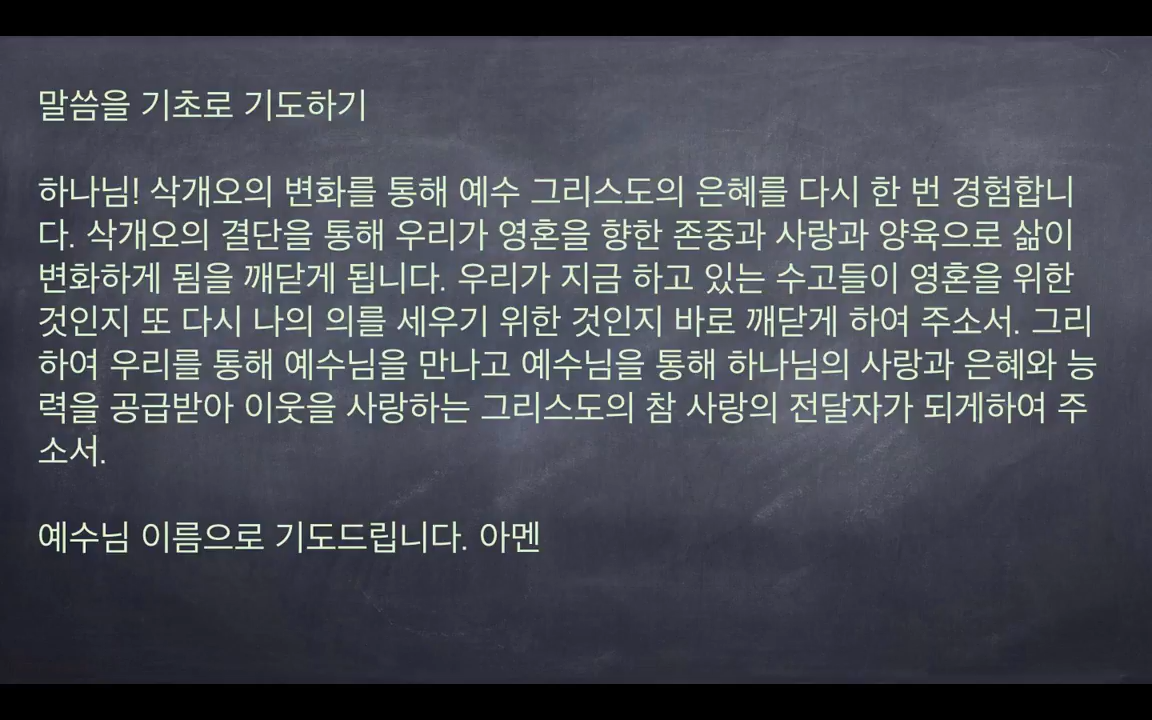 말씀을 기초로 기도하기
하나님! 삭개오의 변화를 통해 예수 그리스도의 은혜를 다시 한 번 경험합니
다. 삭개오의 결단을 통해 우리가 영혼을 향한 존중과 사랑과 양육으로 삶이
변화하게 됨을 깨닫게 됩니다. 우리가 지금 하고 있는 수고들이 영혼을 위한
것인지 또 다시 나의 의를 세우기 위한 것인지 바로 깨닫게 하여 주소서. 그리
하여 우리를 통해 예수님을 만나고 예수님을 통해 하나님의 사랑과 은혜와 능
력을 공급받아 이웃을 사랑하는 그리스도의 참 사랑의 전달자가 되게하여 주
소서.
예수님 이름으로 기도드립니다. 아멘